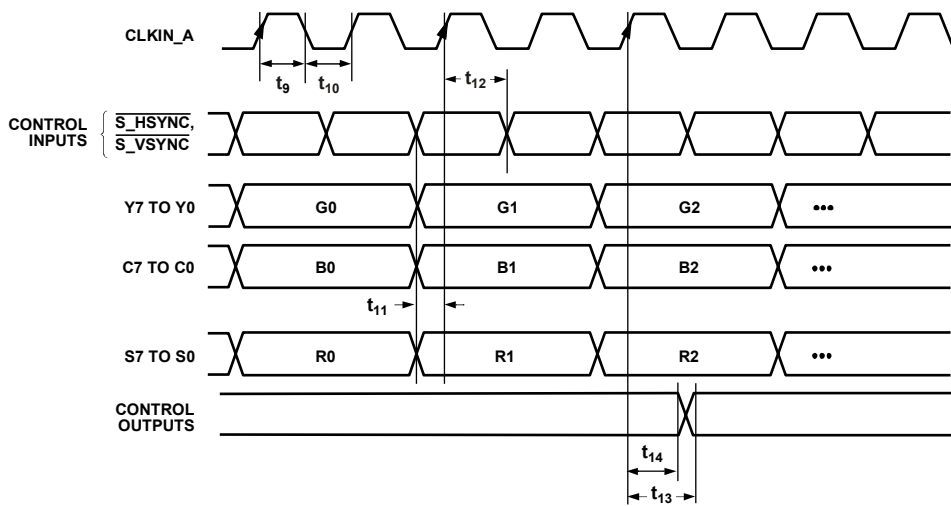 CLKIN_A
t9
t10
t12
CONTROL INPUTS
S_HSYNC,
S_VSYNC
Y7 TO Y0
G0
G1
G2
•••
C7 TO C0
B0
B1
B2
•••
t11
S7 TO S0
R0
R1
R2
•••
CONTROL
OUTPUTS
t14
t13